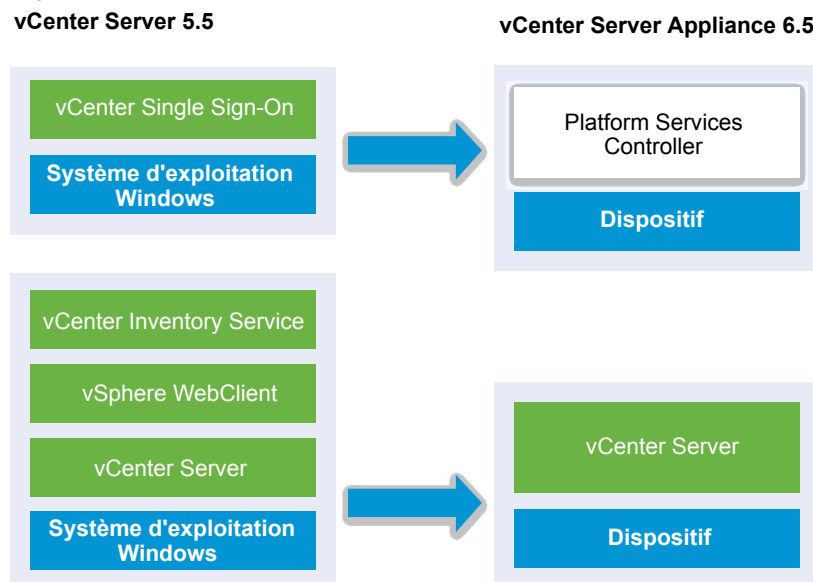 vCenter Server 5.5
vCenter Server Appliance 6.5
vCenter Single Sign-On
Système d'exploitation
Windows
Platform Services
Controller
Dispositif
vCenter Inventory Service
vSphere WebClient
vCenter Server
Système d'exploitation
Windows
vCenter Server
Dispositif